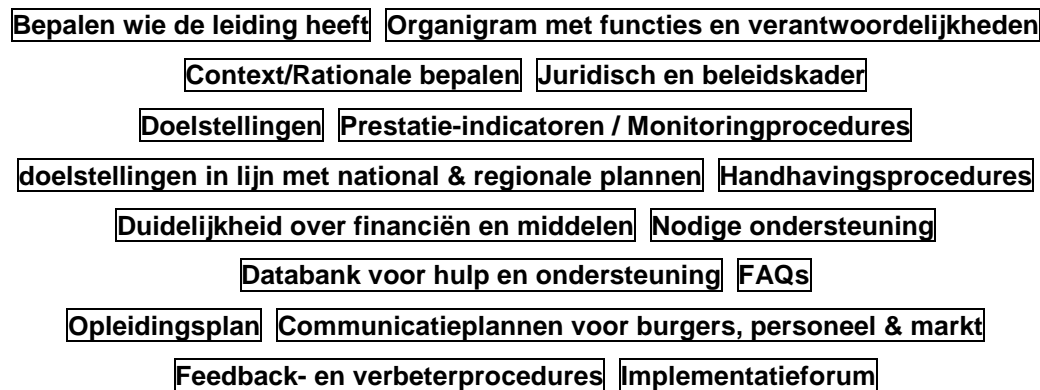 Bepalen wie de leiding heeft Organigram met functies en verantwoordelijkheden
Context/Rationale bepalen Juridisch en beleidskader
Doelstellingen Prestatie-indicatoren / Monitoringprocedures
doelstellingen in lijn met national & regionale plannen Handhavingsprocedures
Duidelijkheid over financiën en middelen Nodige ondersteuning
Databank voor hulp en ondersteuning FAQs
Opleidingsplan Communicatieplannen voor burgers, personeel & markt
Feedback- en verbeterprocedures Implementatieforum